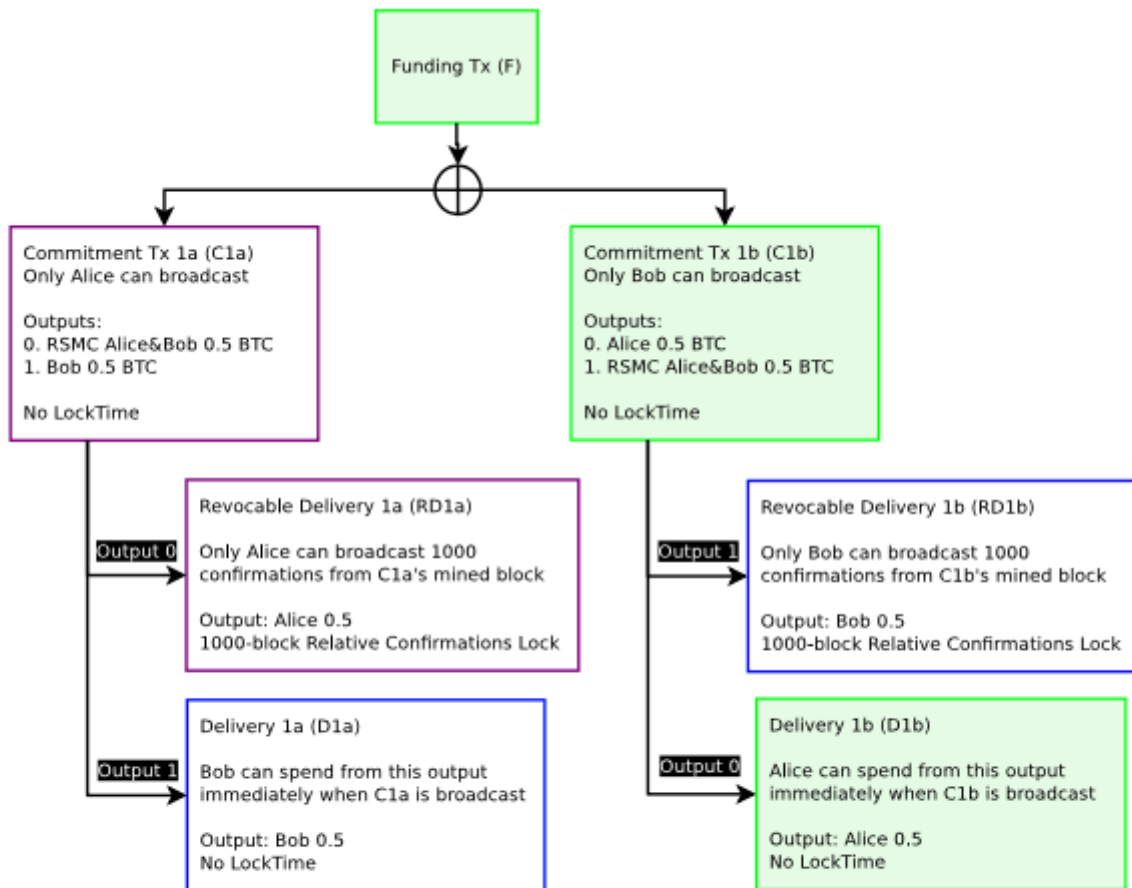 Funding Tx (F)
Commitment Tx 1a (C1a)
Only Alice can broadcast
Outputs:
0. RSMC Alice&Bob 0.5 BTC
1. Bob 0.5 BTC
No LockTime
Commitment Tx 1b (C1b)
Only Bob can broadcast
Outputs:
0. Alice 0.5 BTC
1. RSMC Alice&Bob 0.5 BTC
No LockTime
Output 0
Revocable Delivery 1a (RD1a)
Only Alice can broadcast 1000
confirmations from C1a's mined block
Output: Alice 0.5
1000-block Relative Confirmations Lock
Output 1
Revocable Delivery 1b (RD1b)
Only Bob can broadcast 1000
confirmations from C1b's mined block
Output: Bob 0.5
1000-block Relative Confirmations Lock
Output 1
Delivery 1a (D1a)
Bob can spend from this output
immediately when C1a is broadcast
Output: Bob 0.5
No LockTime
Output 0
Delivery 1b (D1b)
Alice can spend from this output
immediately when C1b is broadcast
Output: Alice 0.5
No LockTime